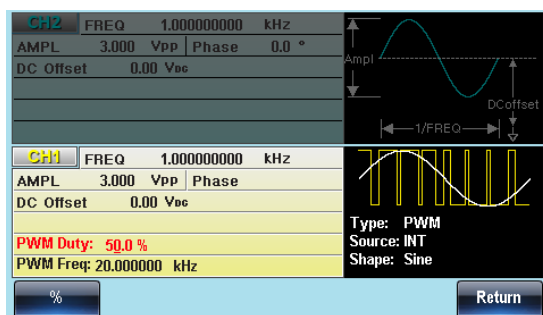 CH2 FREQ 1.000000000 kHz
AMPL 3.000 Vpp Phase 0.0 °
DC Offset 0.00 VDC
Ampl
DCoffset
1/FREQ
CH1 FREQ 1.000000000 kHz
AMPL 3.000 Vpp Phase
DC Offset 0.00 VDC
PWM Duty: 50.0 %
PWM Freq: 20.000000 kHz
Type: PWM
Source: INT
Shape: Sine
% Return